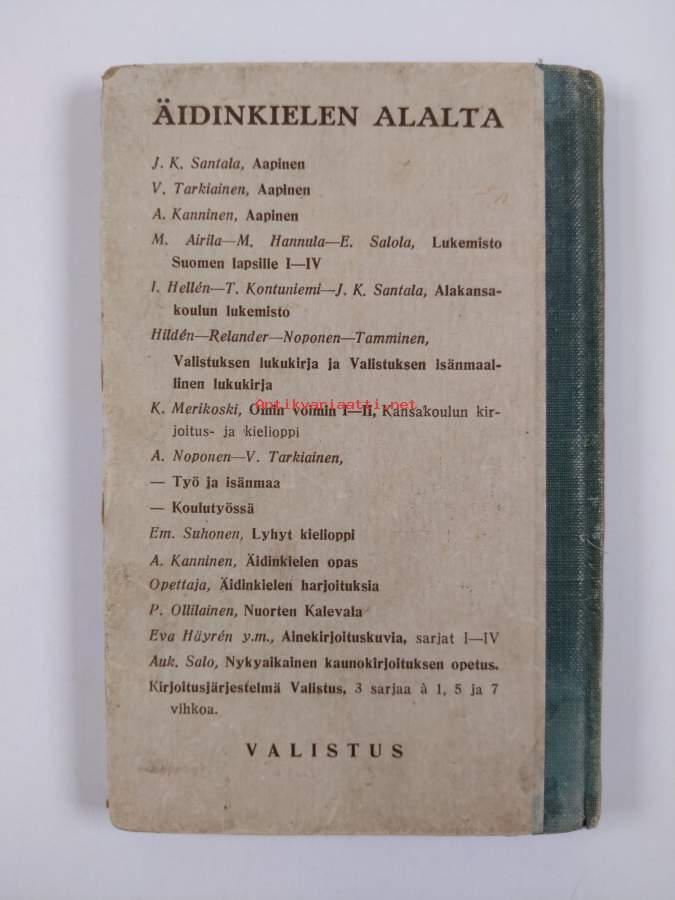 ÄIDINKIELEN ALALTA
J. K. Santala, Aapinen
V. Tarkiainen, Aapinen
A. Kanninen, Aapinen
M. Airila—M. Hannula—E. Salola, Lukemisto
Suomen lapsille I—IV
I. Hellén—T. Kontuniemi—J. K. Santala, Alakansa-
koulun lukemisto
Hildén—Relander—Noponen—Tamminen,
Valistuksen lukukirja ja Valistuksen isänmaal-
linen lukukirja
Antikvariaatti.net
K. Merikoski, Omin voimin I—II, Kansakoulun kir-
joitus- ja kielioppi
A. Noponen—V. Tarkiainen,
— Työ ja isänmaa
— Koulutyössä
Em. Suhonen, Lyhyt kielioppi
A. Kanninen, Äidinkielen opas
Opettaja, Äidinkielen harjoituksia
P. Ollilainen, Nuorten Kalevala
Eva Häyrén y.m., Ainekirjoituskuvia, sarjat I—IV
Auk. Salo, Nykyaikainen kaunokirjoituksen opetus.
Kirjoitusjärjestelmä Valistus, 3 sarjaa à 1, 5 ja 7
vihkoa.
VALISTUS